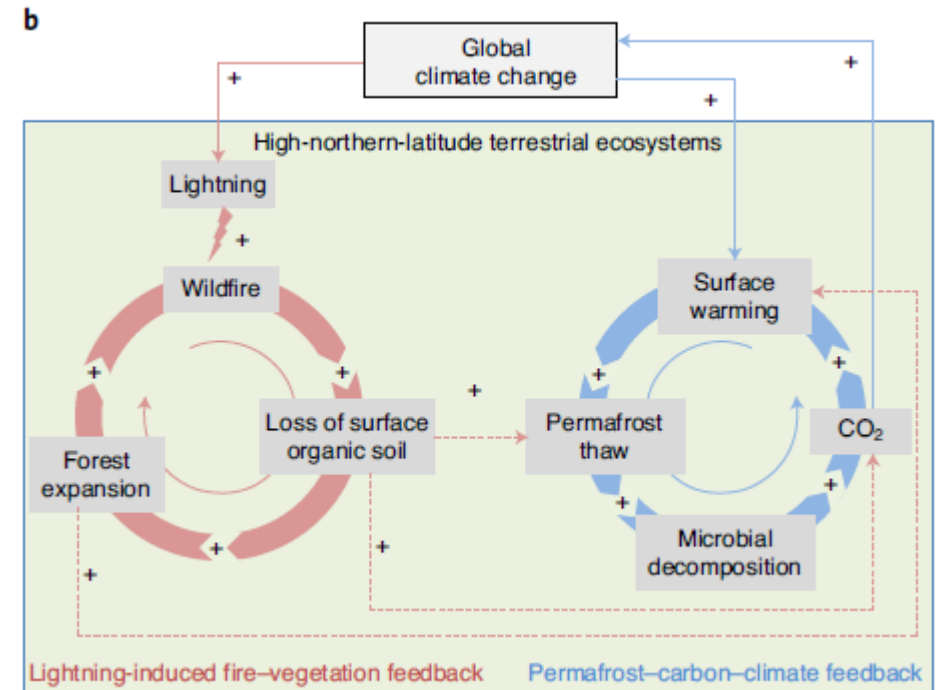 b
Global
climate change
+
+
+
High-northern-latitude terrestrial ecosystems
Lightning
+
Wildfire
Surface
warming
+
+
+
+
+
Loss of surface
organic soil
Permafrost
thaw
CO₂
Forest
expansion
+
+
+
+
Microbial
decomposition
+
Lightning-induced fire–vegetation feedback
Permafrost–carbon–climate feedback